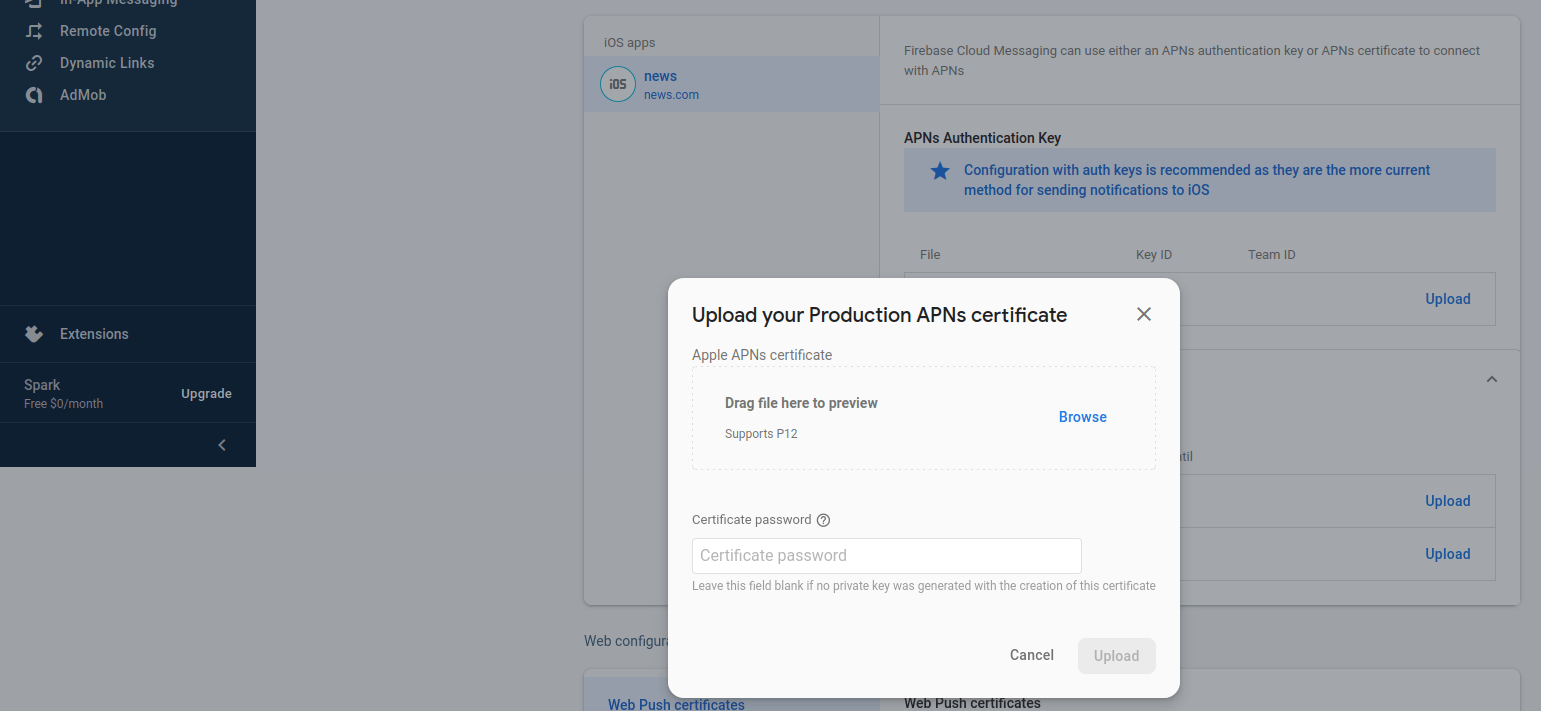 In-App Messaging
Remote Config
Dynamic Links
AdMob
Extensions
Spark
Free $0/month
Upgrade
iOS apps
iOS
news
news.com
Firebase Cloud Messaging can use either an APNs authentication key or APNs certificate to connect
with APNs
APNs Authentication Key
Configuration with auth keys is recommended as they are the more current
method for sending notifications to iOS
File Key ID Team ID
Upload
Upload your Production APNs certificate
Apple APNs certificate
Drag file here to preview
Supports P12
Browse
Upload
Upload
Certificate password
Certificate password
Leave this field blank if no private key was generated with the creation of this certificate
Cancel
Upload
Web
Web Push certificates
Web Push certificates